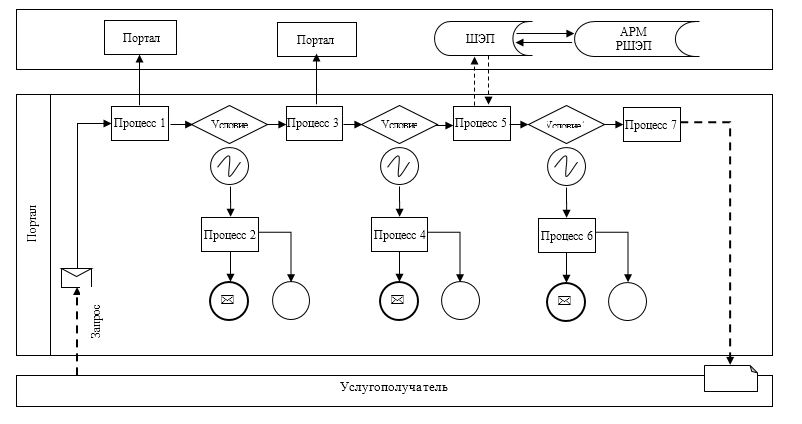 Портал
Портал
ШЭП
АРМ
РШЭП
Процесс 1
Условие
Процесс 3
Условие
Процесс 5
Условие
Процесс 7
Портал
Процесс 2
Процесс 4
Процесс 6
Запрос
Услугополучатель